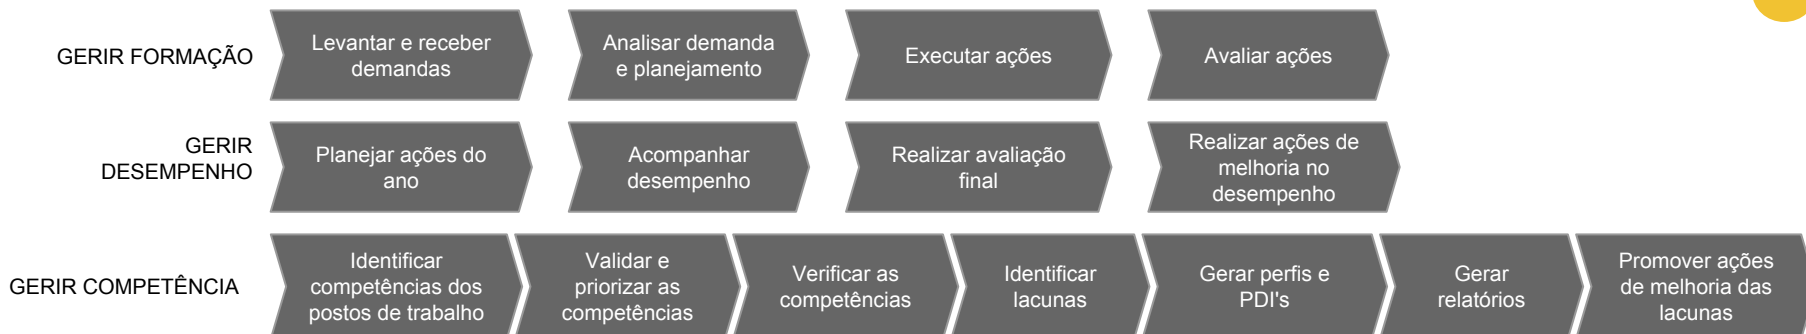 GERIR FORMAÇÃO
Levantar e receber
demandas
Analisar demanda
e planejamento
Executar ações
Avaliar ações
GERIR
DESEMPENHO
Planejar ações do
ano
Acompanhar
desempenho
Realizar avaliação
final
Realizar ações de
melhoria no
desempenho
GERIR COMPETÊNCIA
Identificar
competências dos
postos de trabalho
Validar e
priorizar as
competências
Verificar as
competências
Identificar
lacunas
Gerar perfis e
PDI's
Gerar
relatórios
Promover ações
de melhoria das
lacunas